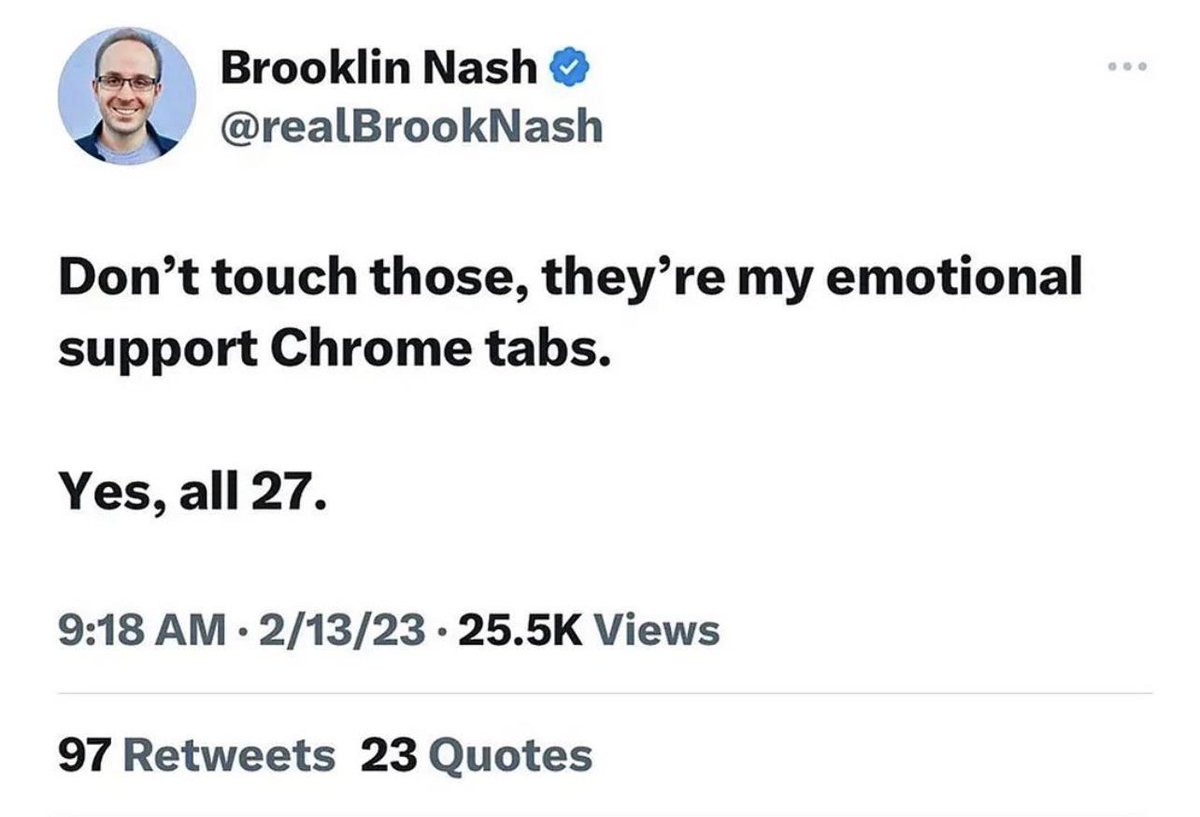 Brooklin Nash
@realBrookNash
Don’t touch those, they’re my emotional
support Chrome tabs.
Yes, all 27.
9:18 AM · 2/13/23 · 25.5K Views
97 Retweets 23 Quotes